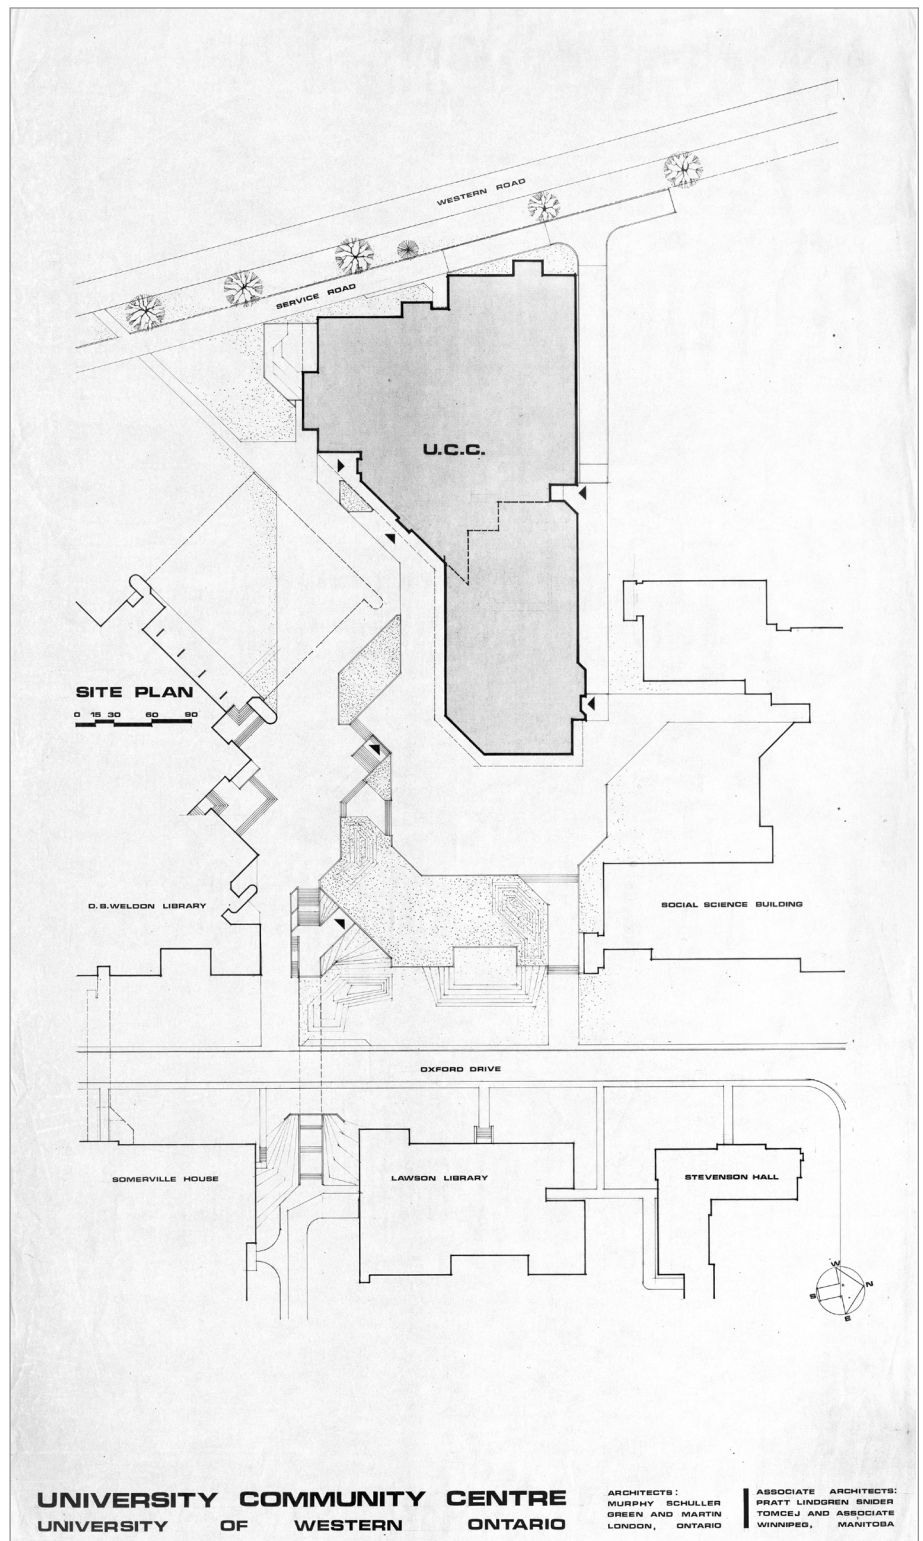 WESTERN ROAD
SERVICE ROAD
U.C.C.
SITE PLAN
0 15 30 60 90
D.B.WELDON LIBRARY
SOCIAL SCIENCE BUILDING
OXFORD DRIVE
SOMERVILLE HOUSE
LAWSON LIBRARY
STEVENSON HALL
W
N
S
E
UNIVERSITY COMMUNITY CENTRE
UNIVERSITY OF WESTERN ONTARIO
ARCHITECTS:
MURPHY SCHULLER
GREEN AND MARTIN
LONDON, ONTARIO
ASSOCIATE ARCHITECTS:
PRATT LINDGREN SNIDER
TOMCEJ AND ASSOCIATE
WINNIPEG, MANITOBA